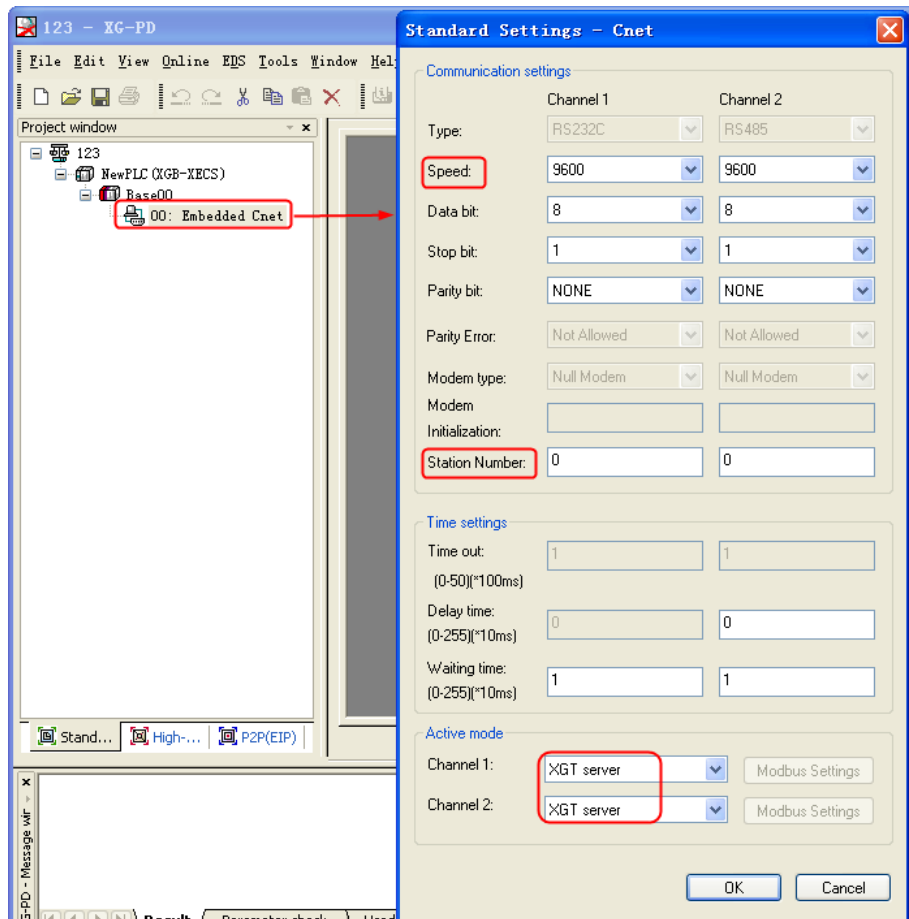 123 - XG-PD
File Edit View Online EDS Tools Window Hel
Project window
123
NewPLC(XGB-XECS)
Base00
00: Embedded Cnet
Stand... High-... P2P(EIP)
Standard Settings - Cnet
Communication settings
Channel 1 Channel 2
Type: RS232C RS485
Speed: 9600 9600
Data bit: 8 8
Stop bit: 1 1
Parity bit: NONE NONE
Parity Error: Not Allowed Not Allowed
Modem type: Null Modem Null Modem
Modem
Initialization:
Station Number: 0 0
Time settings
Time out: 1 1
(0-50)(*100ms)
Delay time: 0 0
(0-255)(*10ms)
Waiting time: 1 1
(0-255)(*10ms)
Active mode
Channel 1: XGT server Modbus Settings
Channel 2: XGT server Modbus Settings
OK Cancel
G-PD - Message wir
Result Parameter check